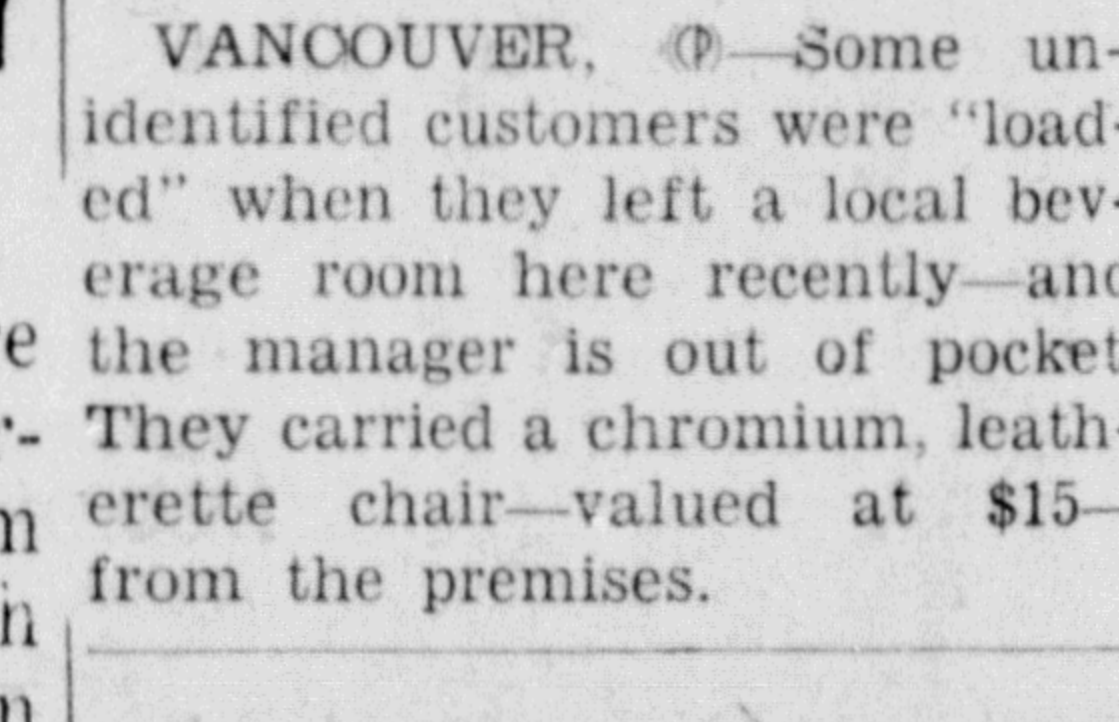 VANCOUVER, (P)—Some un-
identified customers were “load-
ed” when they left a local bev-
erage room here recently—and
the manager is out of pocket
They carried a chromium, leath-
erette chair—valued at $15—
from the premises.